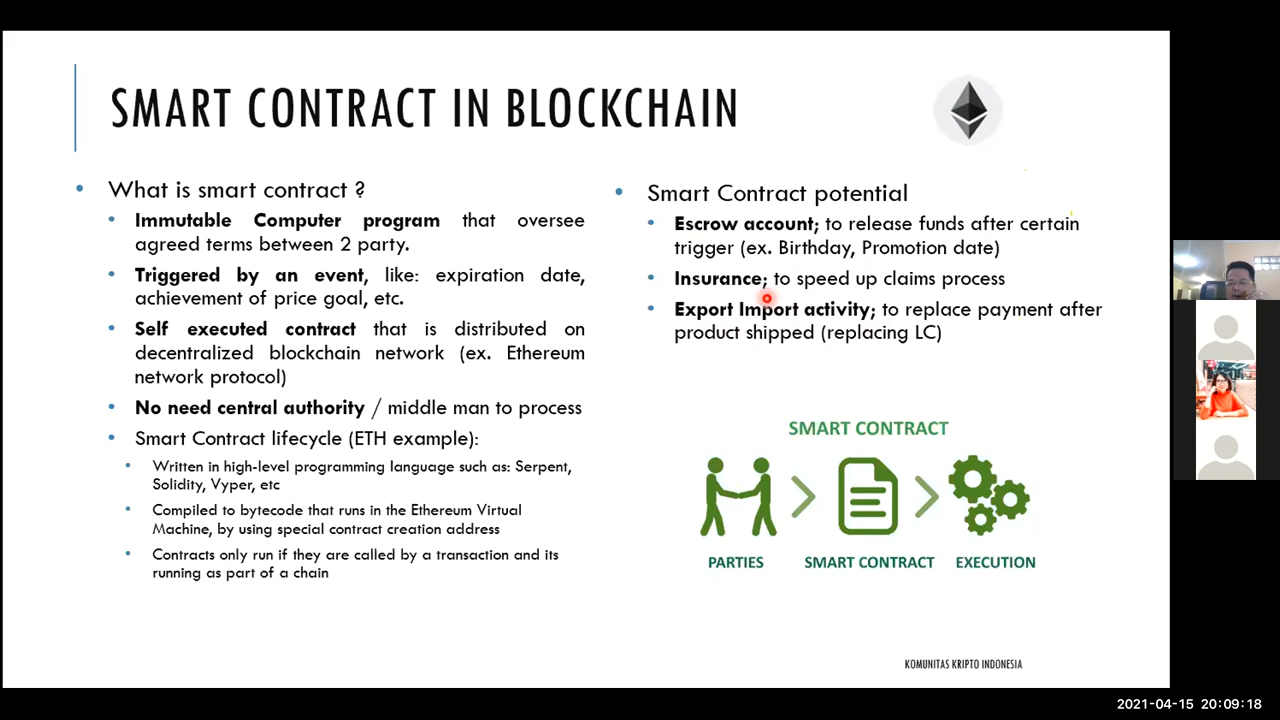 SMART CONTRACT IN BLOCKCHAIN
What is smart contract ?
Immutable Computer program that oversee
agreed terms between 2 party.
Triggered by an event, like: expiration date,
achievement of price goal, etc.
Self executed contract that is distributed on
decentralized blockchain network (ex. Ethereum
network protocol)
No need central authority / middle man to process
Smart Contract lifecycle (ETH example):
Written in high-level programming language such as: Serpent,
Solidity, Vyper, etc
Compiled to bytecode that runs in the Ethereum Virtual
Machine, by using special contract creation address
Contracts only run if they are called by a transaction and its
running as part of a chain
Smart Contract potential
Escrow account; to release funds after certain
trigger (ex. Birthday, Promotion date)
Insurance; to speed up claims process
Export Import activity; to replace payment after
product shipped (replacing LC)
SMART CONTRACT
PARTIES
SMART CONTRACT
EXECUTION
KOMUNITAS KRIPTO INDONESIA
2021-04-15 20:09:18